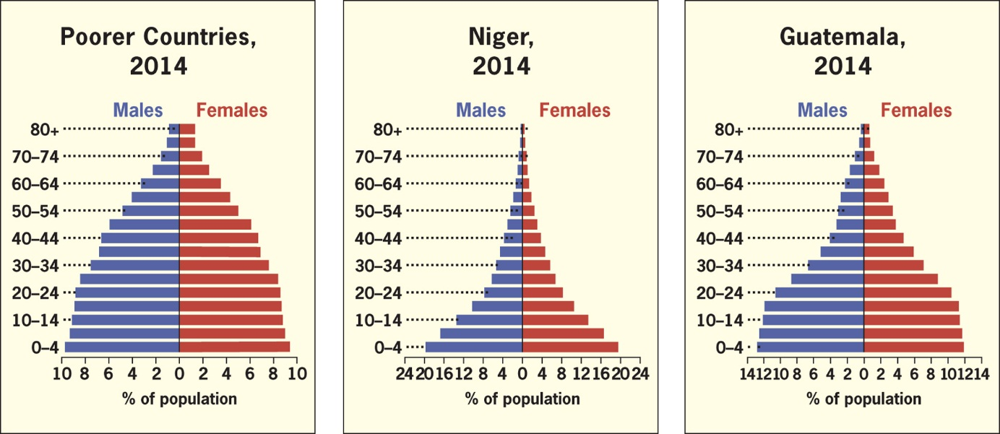 Poorer Countries,
2014
Males Females
80+
70–74
60–64
50–54
40–44
30–34
20–24
10–14
0–4
10 8 6 4 2 0 2 4 6 8 10
% of population
Niger,
2014
Males Females
80+
70–74
60–64
50–54
40–44
30–34
20–24
10–14
0–4
24 20 16 12 8 4 0 4 8 12 16 20 24
% of population
Guatemala,
2014
Males Females
80+
70–74
60–64
50–54
40–44
30–34
20–24
10–14
0–4
14 12 10 8 6 4 2 0 2 4 6 8 10 12 14
% of population